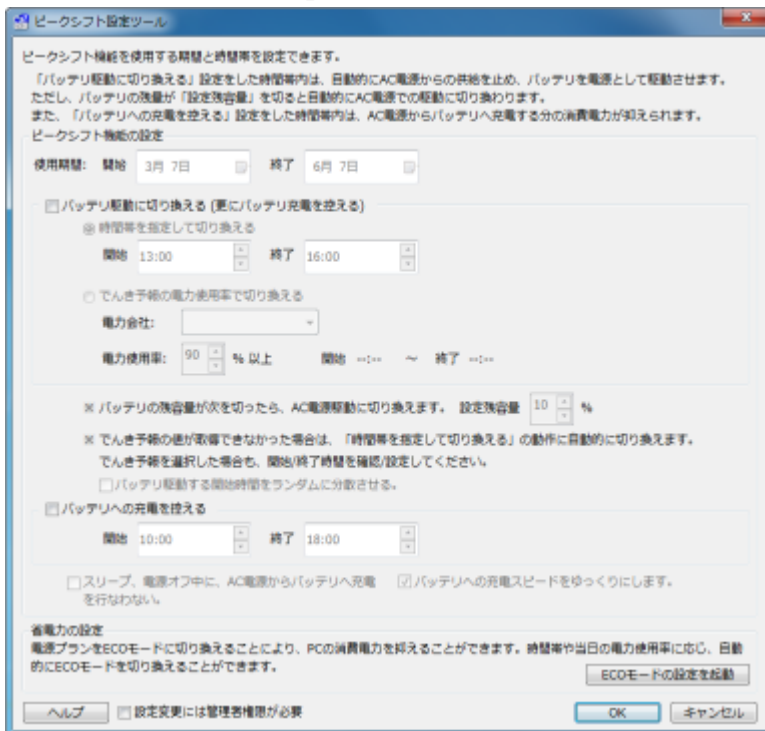 ピークシフト設定ツール
ピークシフト機能を使用する期間と時間帯を設定できます。
「バッテリ駆動に切り換える」設定をした時間帯内は、自動的にAC電源からの供給を止め、バッテリを電源として駆動させます。
ただし、バッテリの残量が「設定残容量」を切ると自動的にAC電源での駆動に切り換わります。
また、「バッテリへの充電を控える」設定をした時間帯内は、AC電源からバッテリへ充電する分の消費電力が抑えられます。
ピークシフト機能の設定
使用期間: 開始 3月 7日 終了 6月 7日
バッテリ駆動に切り換える (更にバッテリ充電を控える)
時間帯を指定して切り換える
開始 13:00 終了 16:00
でんき予報の電力使用率で切り換える
電力会社:
電力使用率: 90 % 以上 開始 --:-- ～ 終了 --:--
※ バッテリの残容量が次を切ったら、AC電源駆動に切り換えます。 設定残容量 10 %
※ でんき予報の値が取得できなかった場合は、「時間帯を指定して切り換える」の動作に自動的に切り換えます。
でんき予報を選択した場合も、開始/終了時間を確認/設定してください。
バッテリ駆動する開始時間をランダムに分散させる。
バッテリへの充電を控える
開始 10:00 終了 18:00
スリープ、電源オフ中に、AC電源からバッテリへ充電を行なわない。
バッテリへの充電スピードをゆっくりにします。
省電力の設定
電源プランをECOモードに切り換えることにより、PCの消費電力を抑えることができます。時間帯や当日の電力使用率に応じ、自動
的にECOモードを切り換えることができます。
ECOモードの設定を起動
ヘルプ 設定変更には管理者権限が必要 OK キャンセル